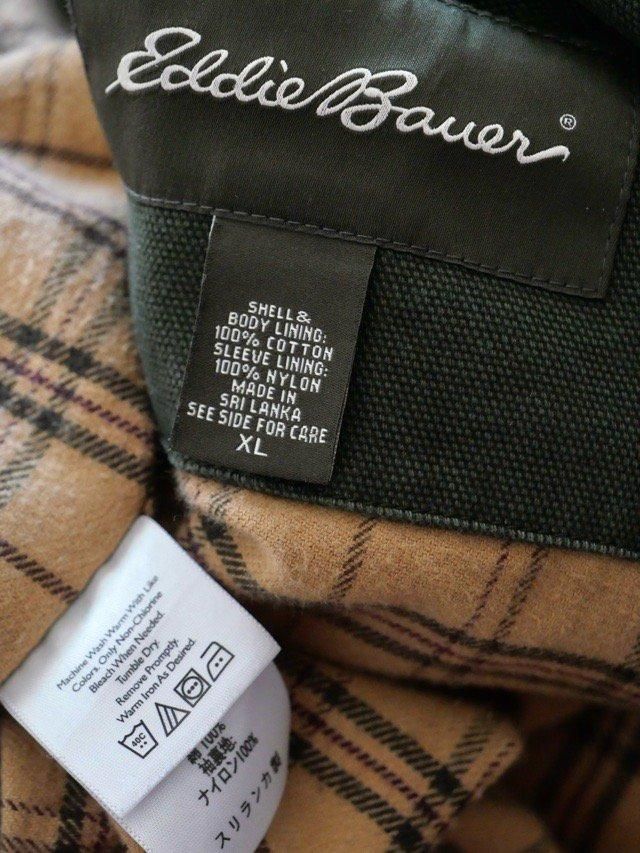 Eddie Bauer®
SHELL &
BODY LINING:
100% COTTON
SLEEVE LINING:
100% NYLON
MADE IN
SRI LANKA
SEE SIDE FOR CARE
XL
Machine Wash Warm With Like
Colors. Only Non-Chlorine
Bleach When Needed.
Tumble Dry.
Remove Promptly.
Warm Iron As Desired.
40C
綿 100%
袖裏地:
ナイロン100%
スリランカ製